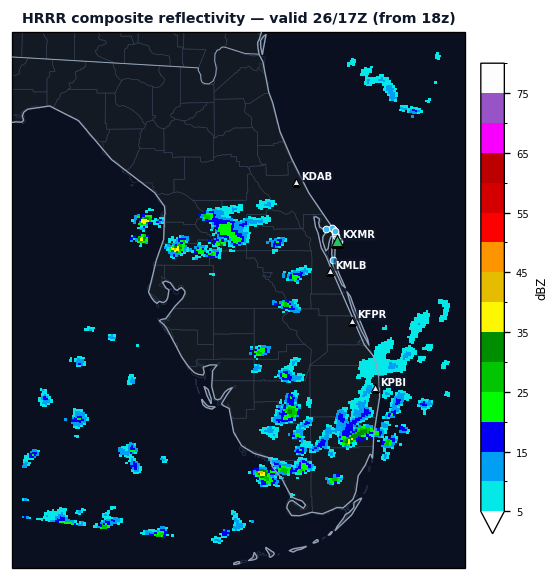 HRRR composite reflectivity — valid 26/17Z (from 18z)
75
65
55
45
35
25
15
5
dBZ
KDAB
KXMR
KMLB
KFPR
KPBI